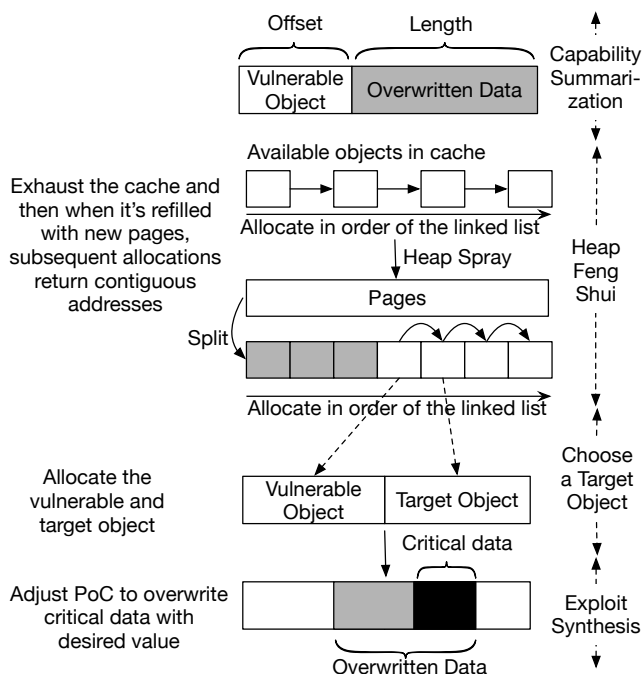 Offset
Length
Capability
Summari-
zation
Vulnerable
Object
Overwritten Data
Available objects in cache
Exhaust the cache and
then when it's refilled
with new pages,
subsequent allocations
return contiguous
addresses
Allocate in order of the linked list
Heap Spray
Heap
Feng
Shui
Pages
Split
Allocate in order of the linked list
Choose
a Target
Object
Allocate the
vulnerable and
target object
Vulnerable
Object
Target Object
Critical data
Adjust PoC to overwrite
critical data with
desired value
Exploit
Synthesis
Overwritten Data